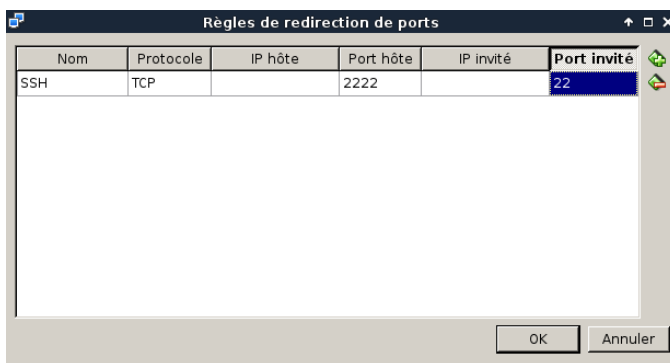 Règles de redirection de ports
Nom Protocole IP hôte Port hôte IP invité Port invité
SSH TCP 2222 22
OK Annuler